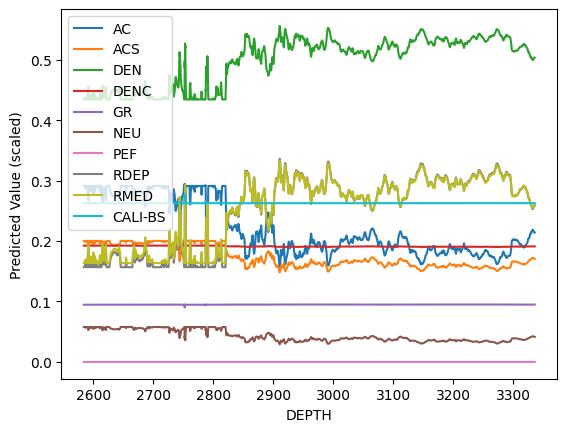 AC
ACS
DEN
DENC
GR
NEU
PEF
RDEP
RMED
CALI-BS
Predicted Value (scaled)
0.5
0.4
0.3
0.2
0.1
0.0
2600 2700 2800 2900 3000 3100 3200 3300
DEPTH